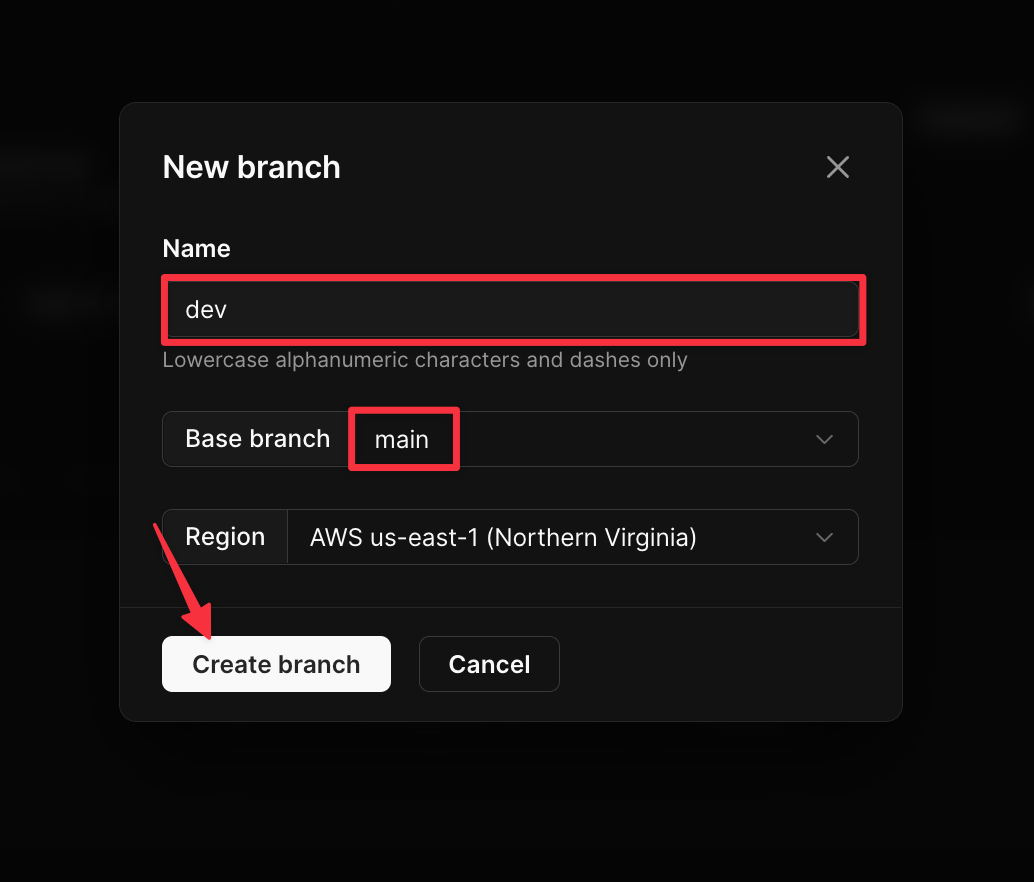 New branch
Name
dev
Lowercase alphanumeric characters and dashes only
Base branch main
Region AWS us-east-1 (Northern Virginia)
Create branch Cancel